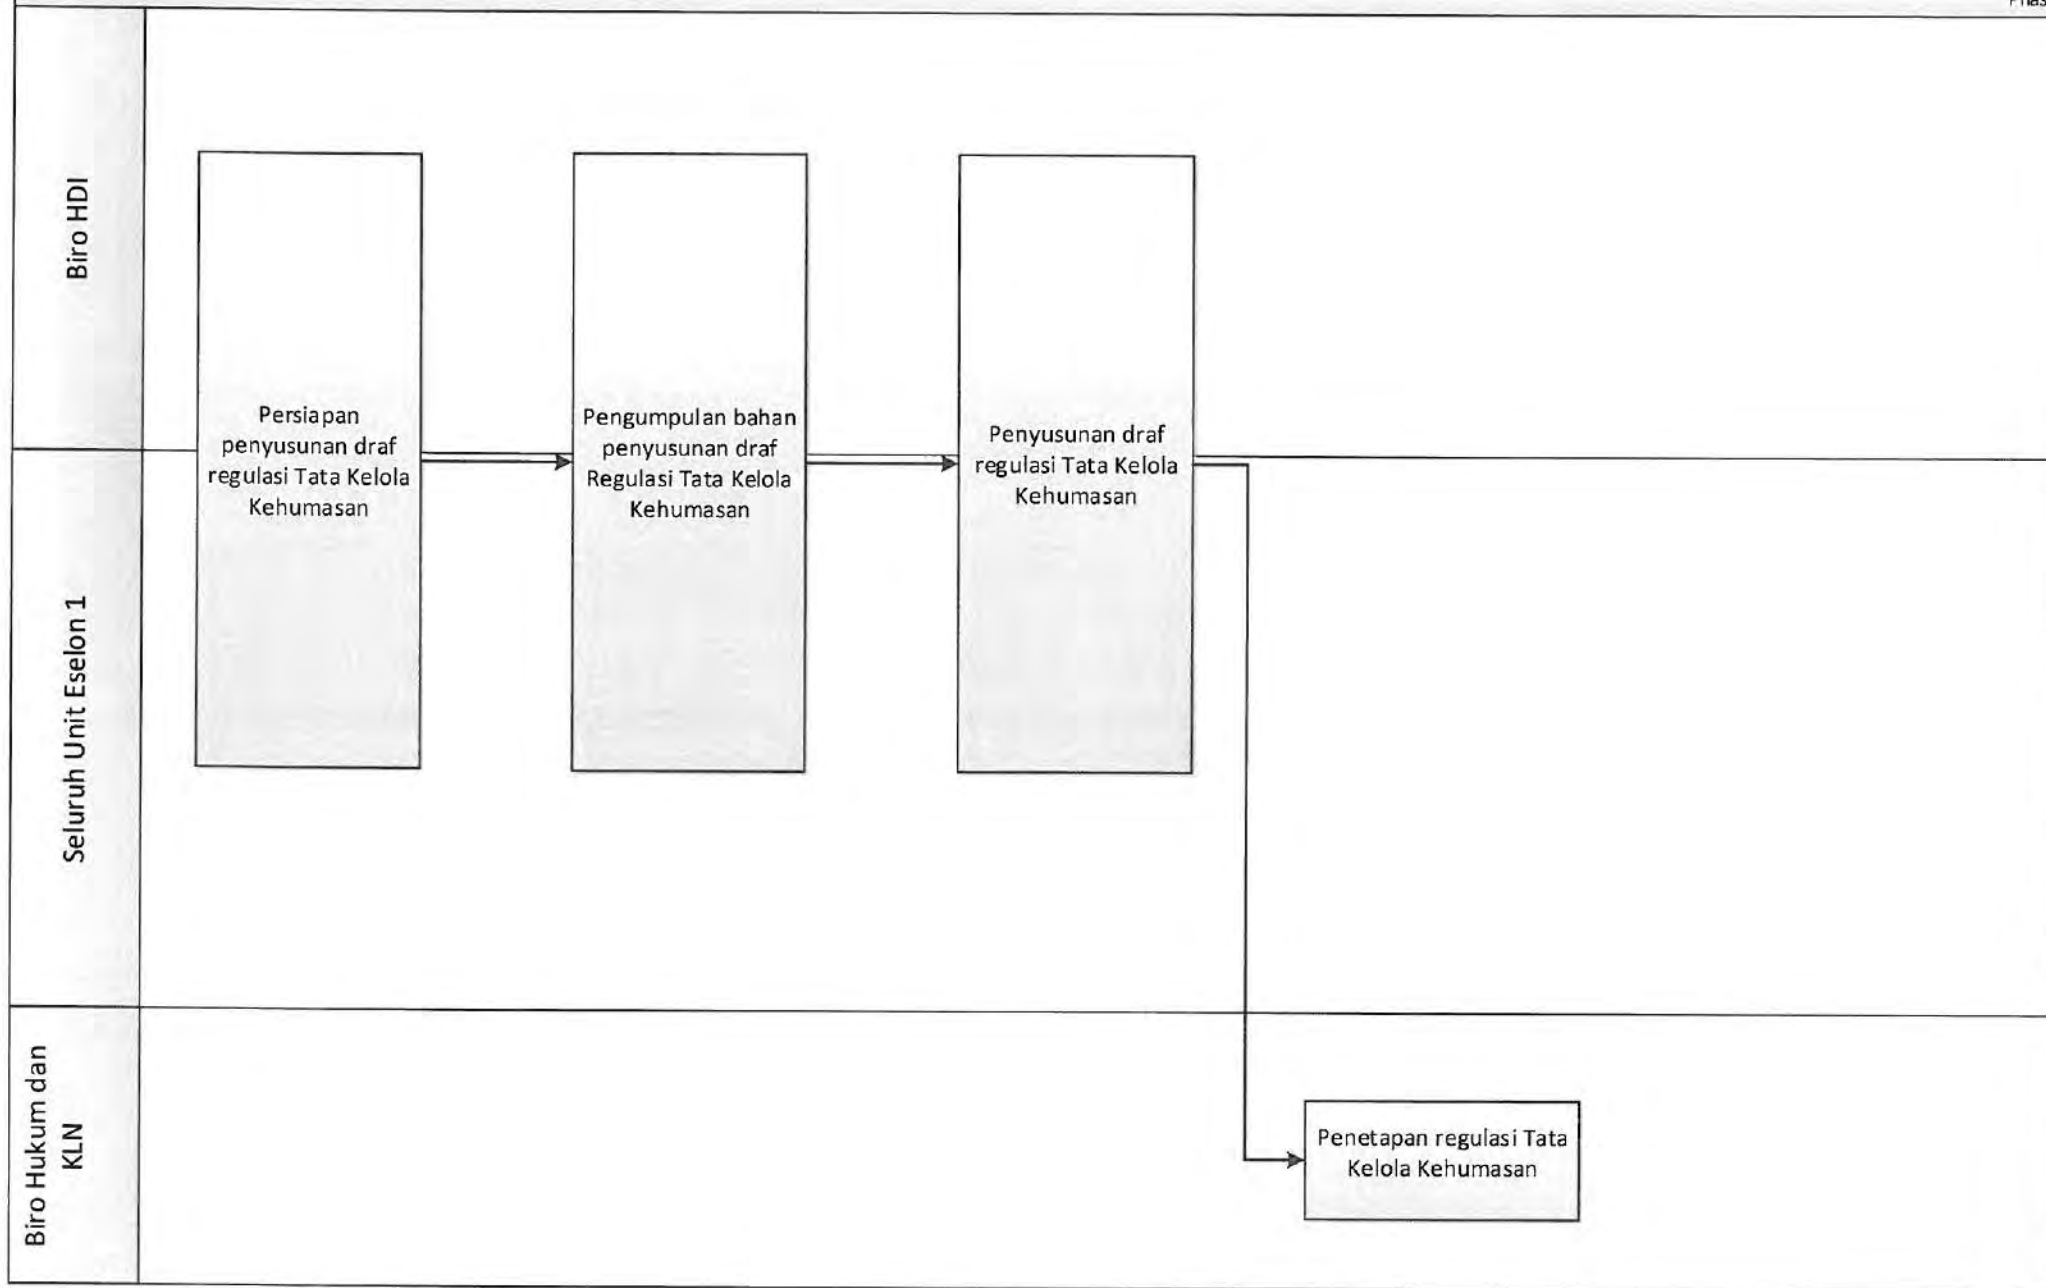 Biro HDI
Persiapan
penyusunan draf
regulasi Tata Kelola
Kehumasan
Pengumpulan bahan
penyusunan draf
Regulasi Tata Kelola
Kehumasan
Penyusunan draf
regulasi Tata Kelola
Kehumasan
Seluruh Unit Eselon 1
Biro Hukum dan
KLN
Penetapan regulasi Tata
Kelola Kehumasan